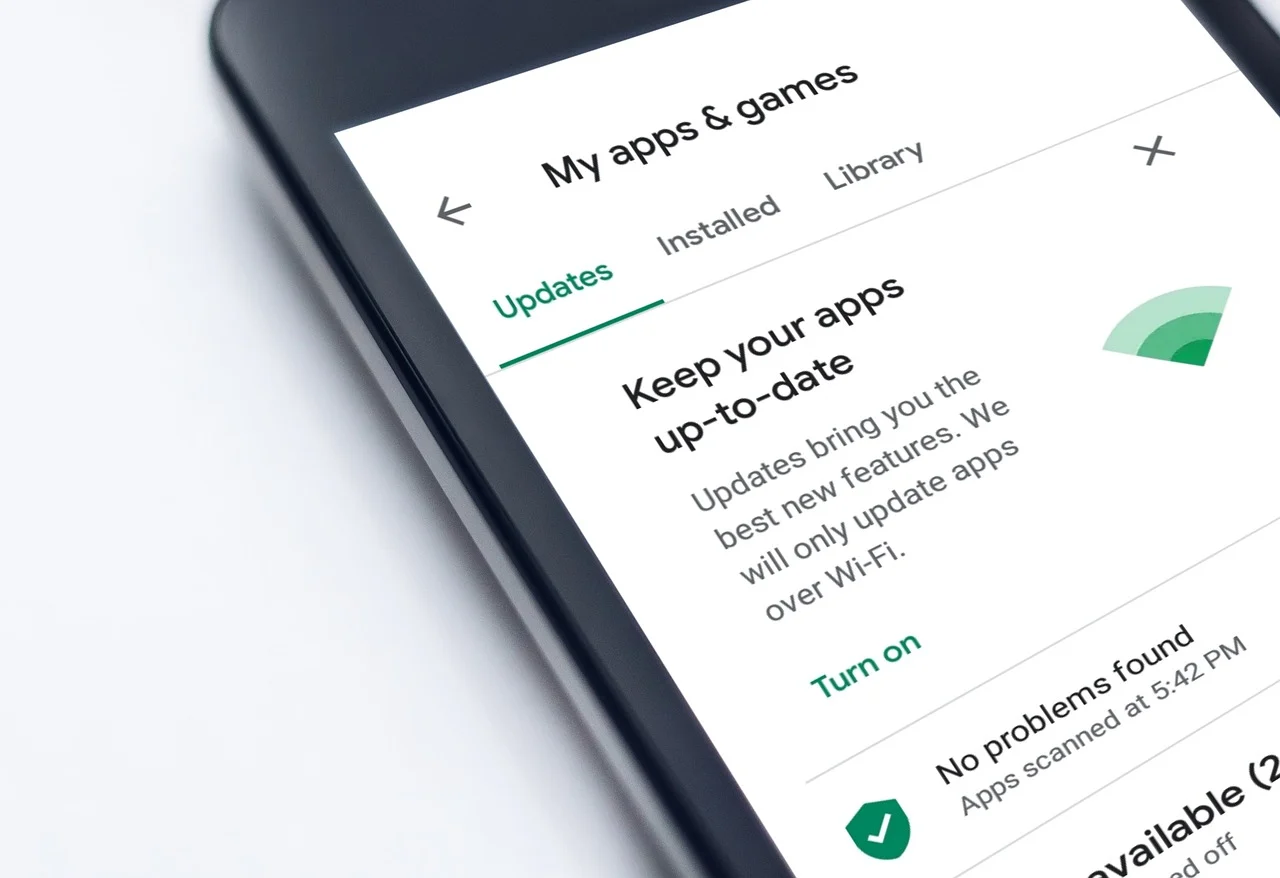 My apps & games
Updates
Installed
Library
Keep your apps
up-to-date
Updates bring you the
best new features. We
will only update apps
over Wi-Fi.
Turn on
No problems found
Apps scanned at 5:42 PM
available (2
ed off